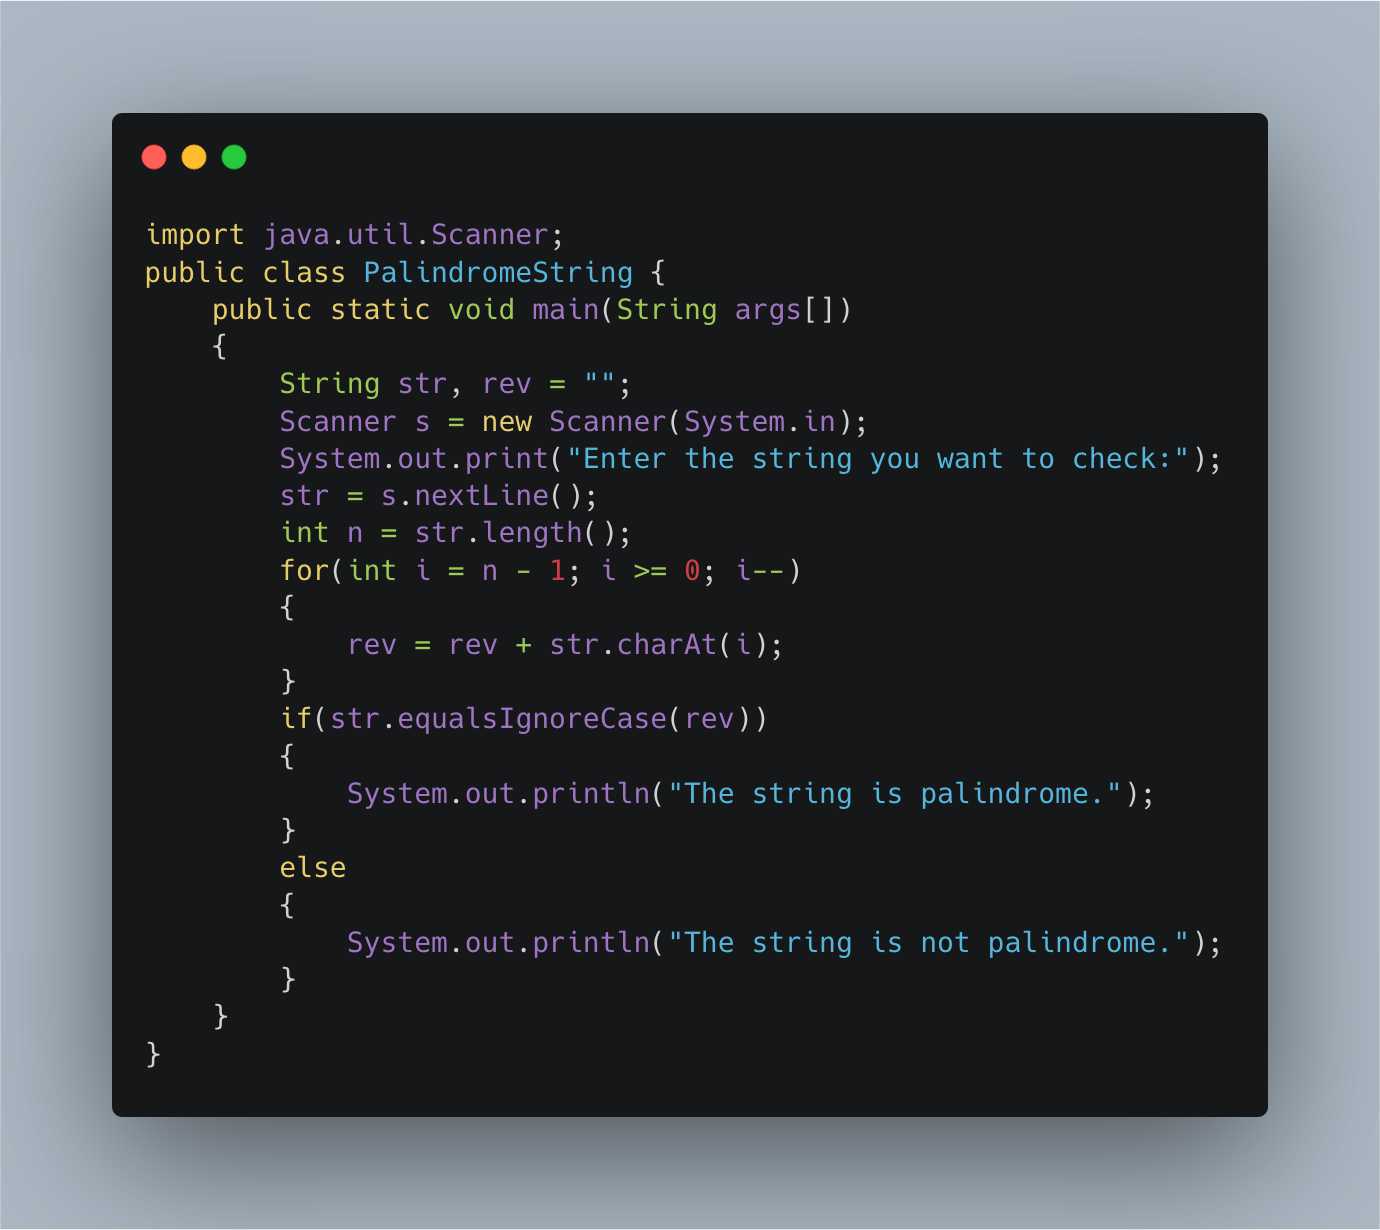 import java.util.Scanner;
public class PalindromeString {
    public static void main(String args[])
    {
        String str, rev = "";
        Scanner s = new Scanner(System.in);
        System.out.print("Enter the string you want to check:");
        str = s.nextLine();
        int n = str.length();
        for(int i = n - 1; i >= 0; i--)
        {
            rev = rev + str.charAt(i);
        }
        if(str.equalsIgnoreCase(rev))
        {
            System.out.println("The string is palindrome.");
        }
        else
        {
            System.out.println("The string is not palindrome.");
        }
    }
}